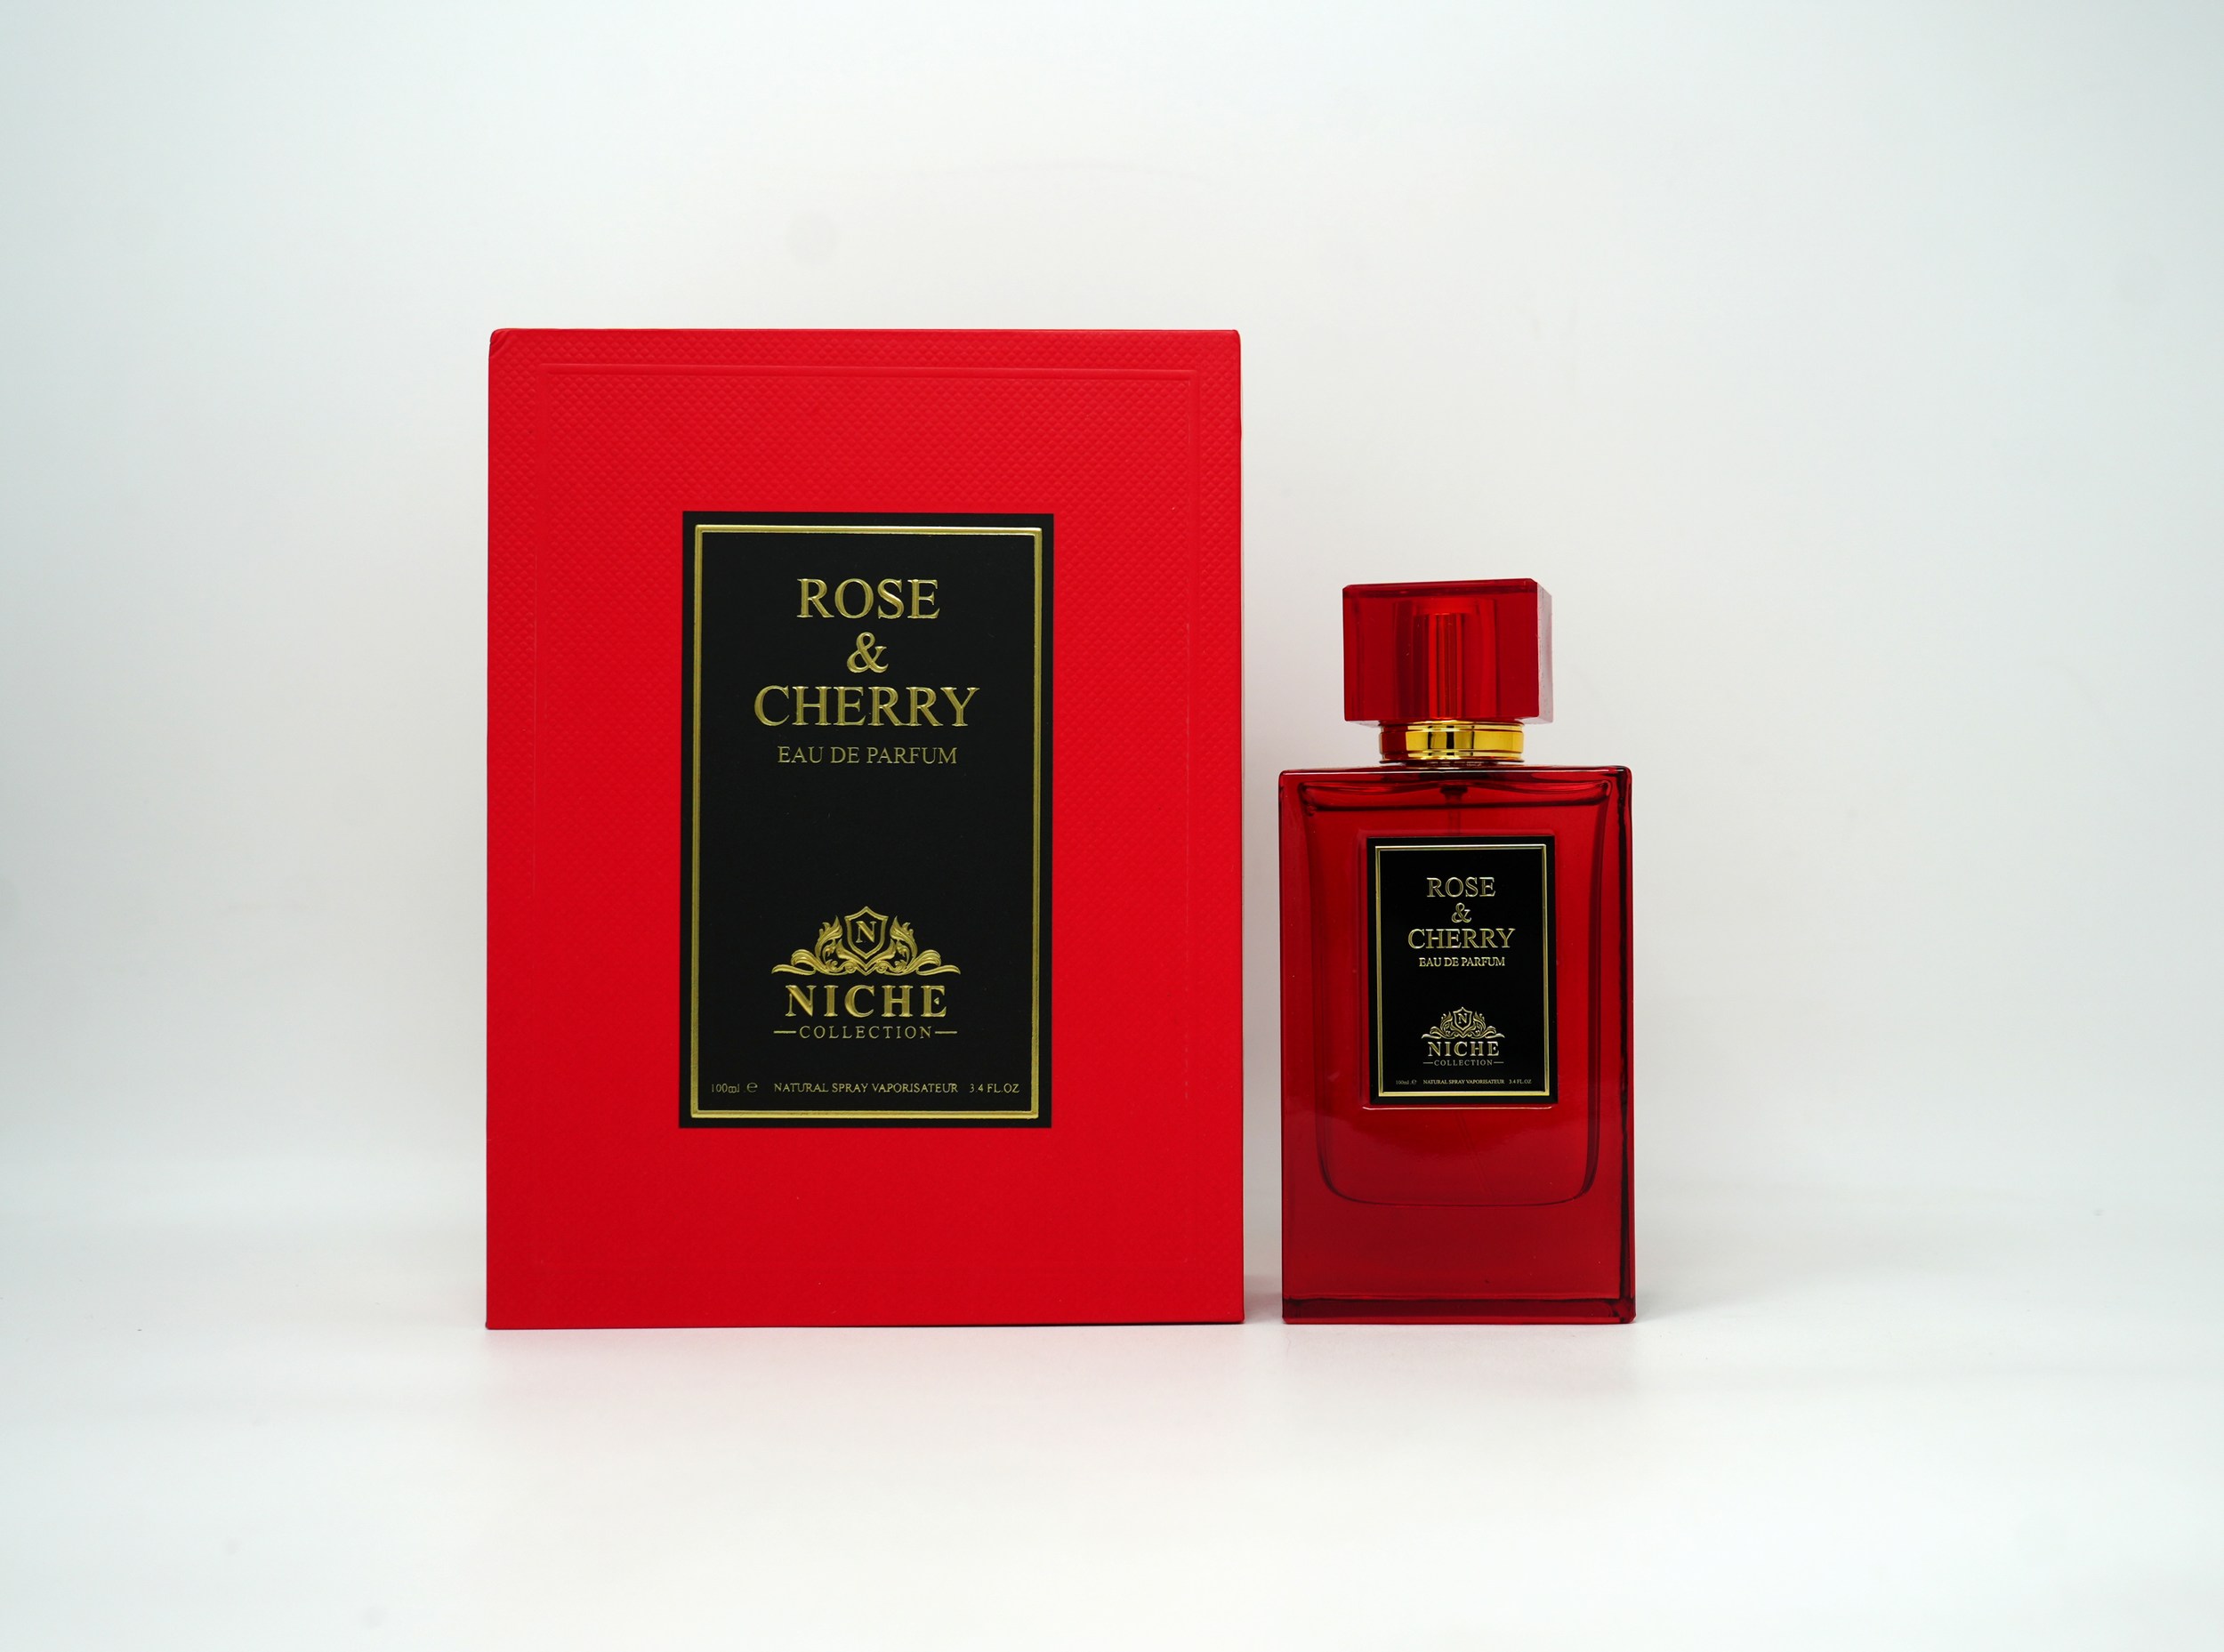 ROSE
&
CHERRY
EAU DE PARFUM
N
NICHE
COLLECTION
100ml e NATURAL SPRAY VAPORISATEUR 3.4 FL.OZ
ROSE
&
CHERRY
EAU DE PARFUM
N
NICHE
COLLECTION
100ml e NATURAL SPRAY VAPORISATEUR 3.4 FL.OZ